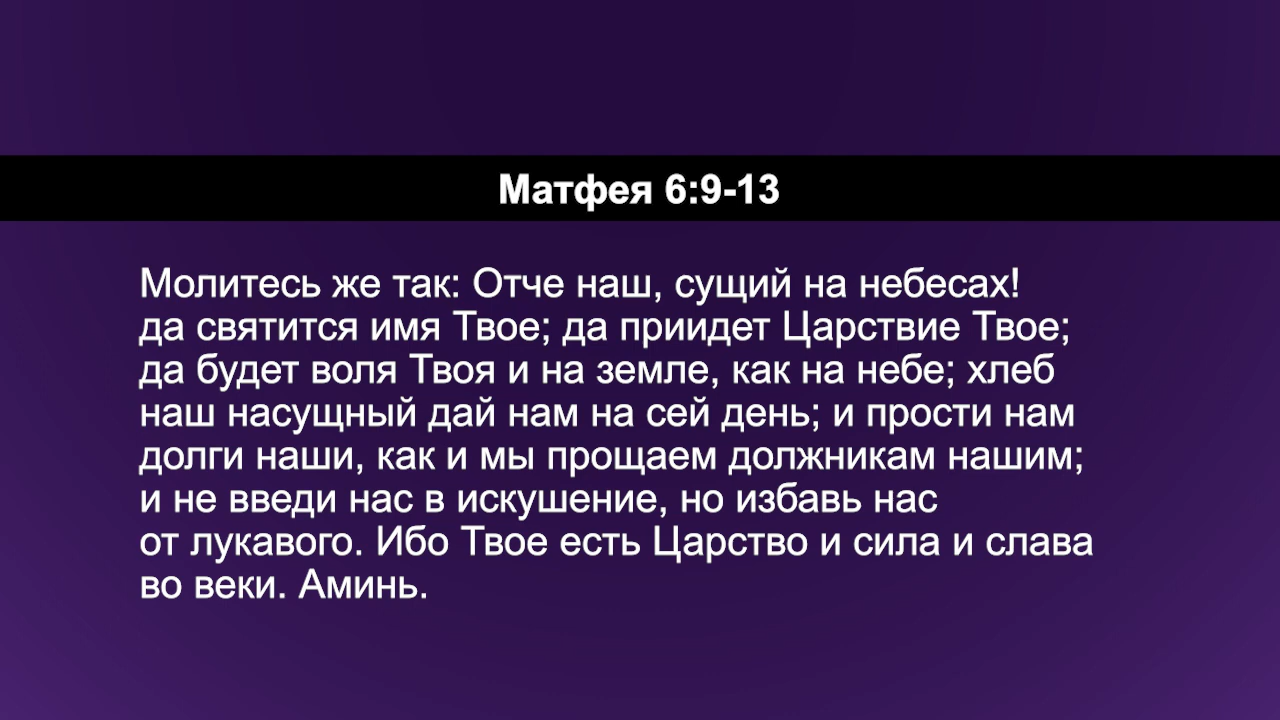 Матфея 6:9-13
Молитесь же так: Отче наш, сущий на небесах!
да святится имя Твое; да приидет Царствие Твое;
да будет воля Твоя и на земле, как на небе; хлеб
наш насущный дай нам на сей день; и прости нам
долги наши, как и мы прощаем должникам нашим;
и не введи нас в искушение, но избавь нас
от лукавого. Ибо Твое есть Царство и сила и слава
во веки. Аминь.